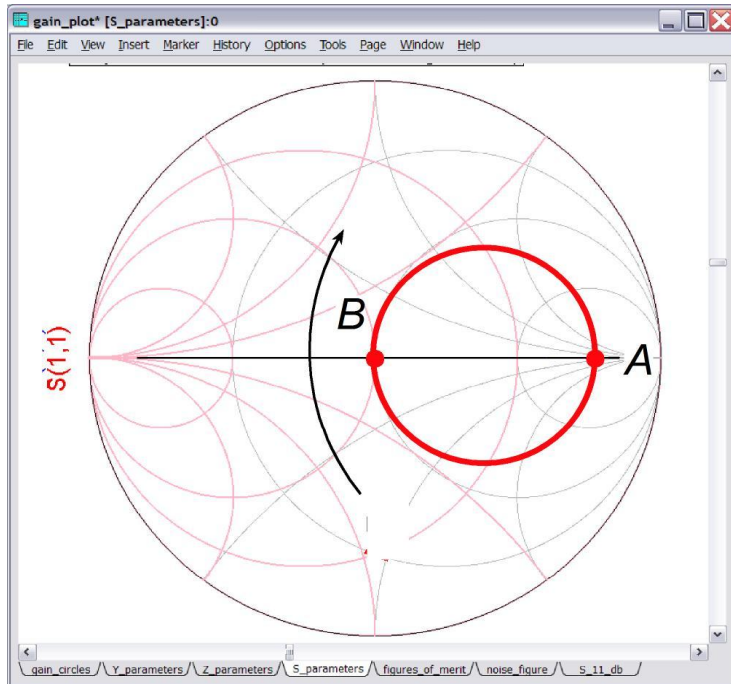 gain_plot* [S_parameters]:0
File Edit View Insert Marker History Options Tools Page Window Help
B
A
S(1,1)
gain_circles Y_parameters Z_parameters S_parameters figures_of_merit noise_figure S_11_db